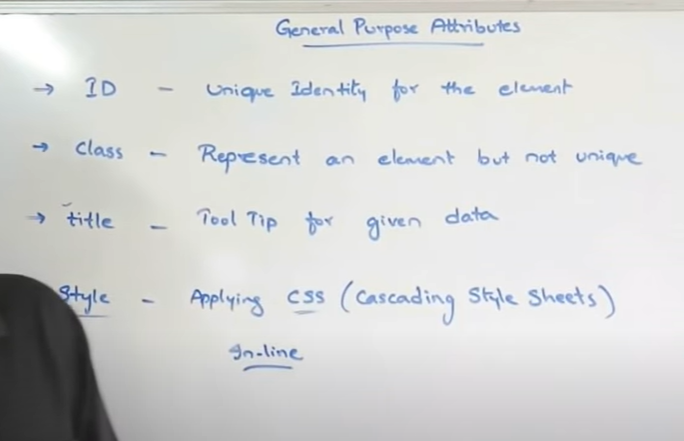 General Purpose Attributes
→ ID – Unique Identity for the element
→ Class – Represent an element but not unique
→ title – Tool Tip for given data
Style – Applying CSS (Cascading Style Sheets)
In-line